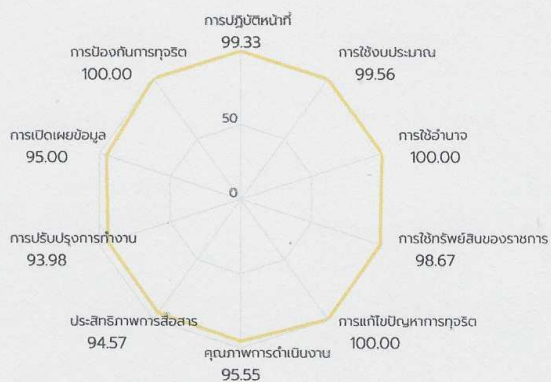 การปฏิบัติหน้าที่
99.33
การใช้งบประมาณ
99.56
การใช้อำนาจ
100.00
การใช้ทรัพย์สินของราชการ
98.67
การแก้ไขปัญหาการทุจริต
100.00
คุณภาพการดำเนินงาน
95.55
ประสิทธิภาพการสื่อสาร
94.57
การปรับปรุงการทำงาน
93.98
การเปิดเผยข้อมูล
95.00
การป้องกันการทุจริต
100.00
50
0